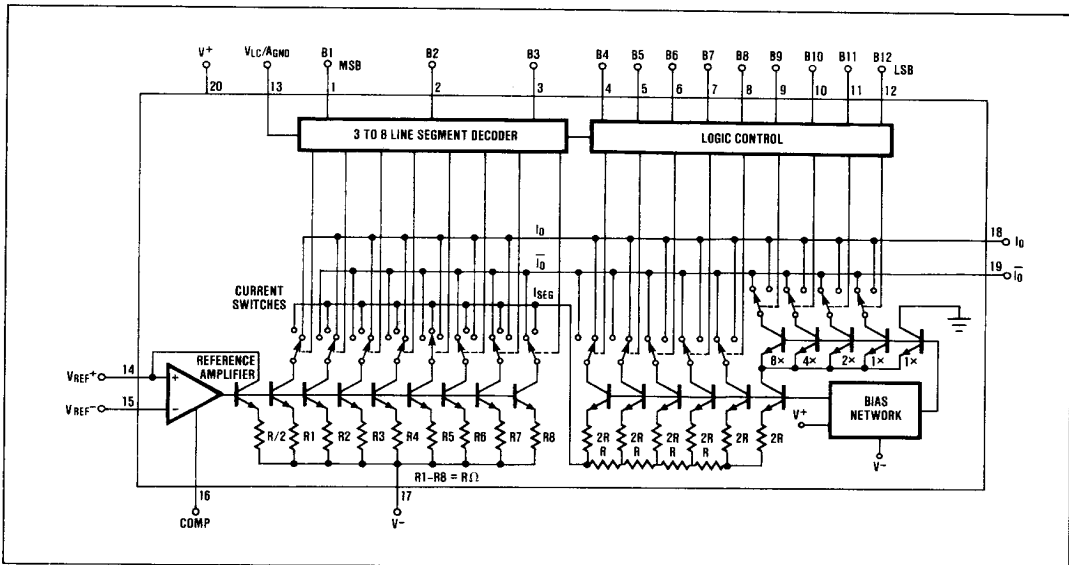 V+ VLC/AGND B1 MSB B2 B3 B4 B5 B6 B7 B8 B9 B10 B11 B12 LSB
20 13 1 2 3 4 5 6 7 8 9 10 11 12
3 TO 8 LINE SEGMENT DECODER
LOGIC CONTROL
IO 18 IO
IO 19 IO
ISEG
CURRENT
SWITCHES
REFERENCE
AMPLIFIER
8× 4× 2× 1× 1×
VREF+ 14 +
VREF− 15 −
BIAS
NETWORK
V+
V−
R/2 R1 R2 R3 R4 R5 R6 R7 R8
2R 2R 2R 2R 2R 2R
R R R R
R1−R8 = RΩ
16 17
COMP V−